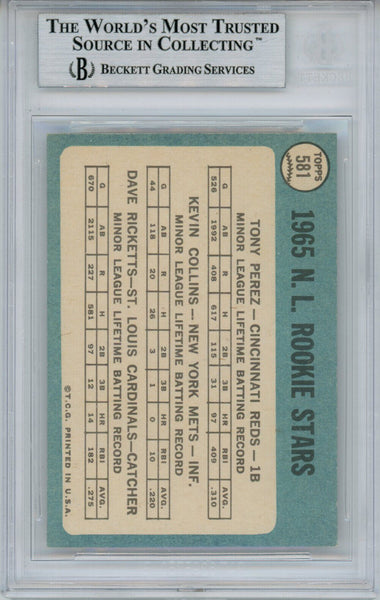 THE WORLD'S MOST TRUSTED
SOURCE IN COLLECTING™
B BECKETT GRADING SERVICES
TOPPS
581
1965 N. L. ROOKIE STARS
TONY PEREZ—CINCINNATI REDS—1B
MINOR LEAGUE LIFETIME BATTING RECORD
G AB R H 2B 3B HR RBI AVG.
526 1992 408 617 115 31 97 409 .310
KEVIN COLLINS—NEW YORK METS—INF.
MINOR LEAGUE LIFETIME BATTING RECORD
G AB R H 2B 3B HR RBI AVG.
44 118 20 26 3 1 0 10 .220
DAVE RICKETTS—ST. LOUIS CARDINALS—CATCHER
MINOR LEAGUE LIFETIME BATTING RECORD
G AB R H 2B 3B HR RBI AVG.
670 2115 227 581 97 12 14 182 .275
©T.C.G. PRINTED IN U.S.A.